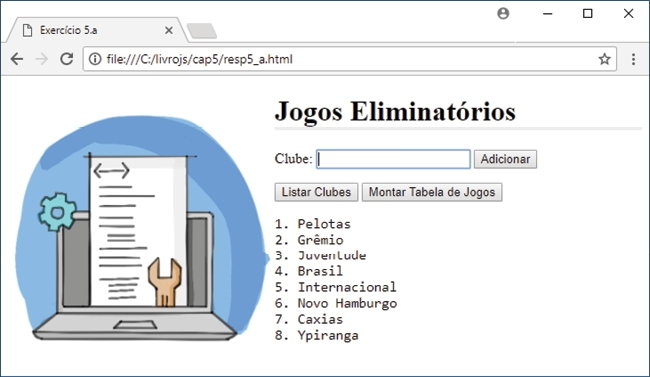 Exercício 5.a
file:///C:/livrojs/cap5/resp5_a.html
Jogos Eliminatórios
Clube:
Adicionar
Listar Clubes
Montar Tabela de Jogos
1. Pelotas
2. Grêmio
3. Juventude
4. Brasil
5. Internacional
6. Novo Hamburgo
7. Caxias
8. Ypiranga